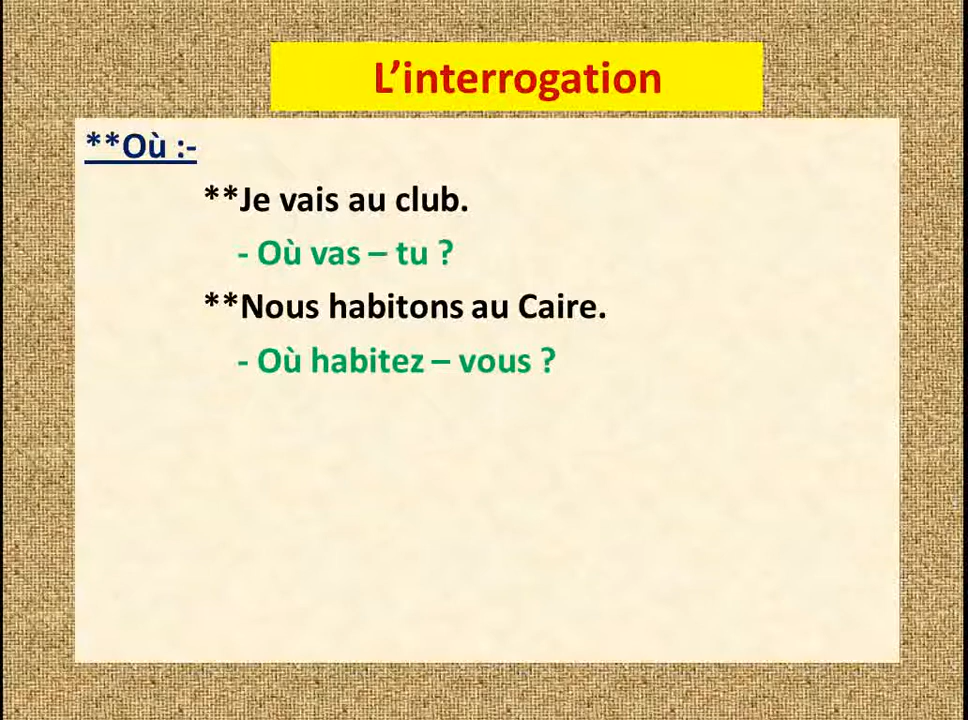 L’interrogation
**Où :-
**Je vais au club.
- Où vas – tu ?
**Nous habitons au Caire.
- Où habitez – vous ?